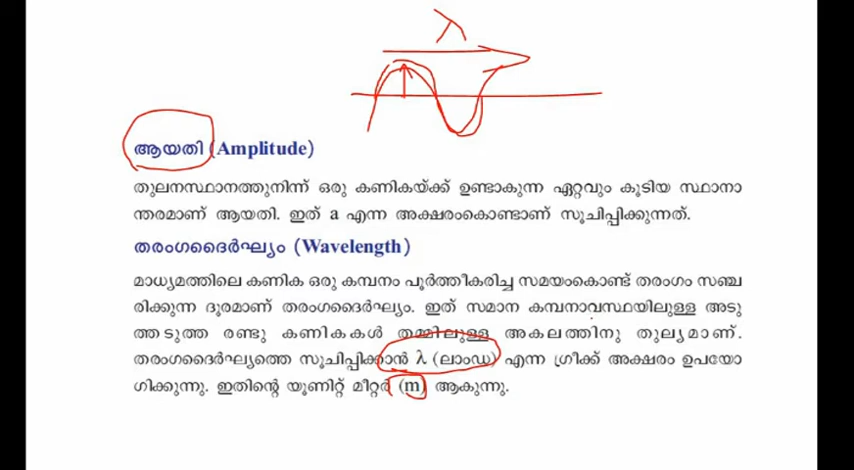 λ
ആയതി (Amplitude)
തുലനസ്ഥാനത്തുനിന്ന് ഒരു കണികയ്ക്ക് ഉണ്ടാകുന്ന ഏറ്റവും കൂടിയ സ്ഥാനാ
ന്തരമാണ് ആയതി. ഇത് a എന്ന അക്ഷരംകൊണ്ടാണ് സൂചിപ്പിക്കുന്നത്.
തരംഗദൈർഘ്യം (Wavelength)
മാധ്യമത്തിലെ കണിക ഒരു കമ്പനം പൂർത്തീകരിച്ച സമയംകൊണ്ട് തരംഗം സഞ്ച
രിക്കുന്ന ദൂരമാണ് തരംഗദൈർഘ്യം. ഇത് സമാന കമ്പനാവസ്ഥയിലുള്ള അടു
ത്തടുത്ത രണ്ടു കണികകൾ തമ്മിലുള്ള അകലത്തിനു തുല്യമാണ്.
തരംഗദൈർഘ്യത്തെ സൂചിപ്പിക്കാൻ λ (ലാംഡ) എന്ന ഗ്രീക്ക് അക്ഷരം ഉപയോ
ഗിക്കുന്നു. ഇതിന്റെ യൂണിറ്റ് മീറ്റർ (m) ആകുന്നു.